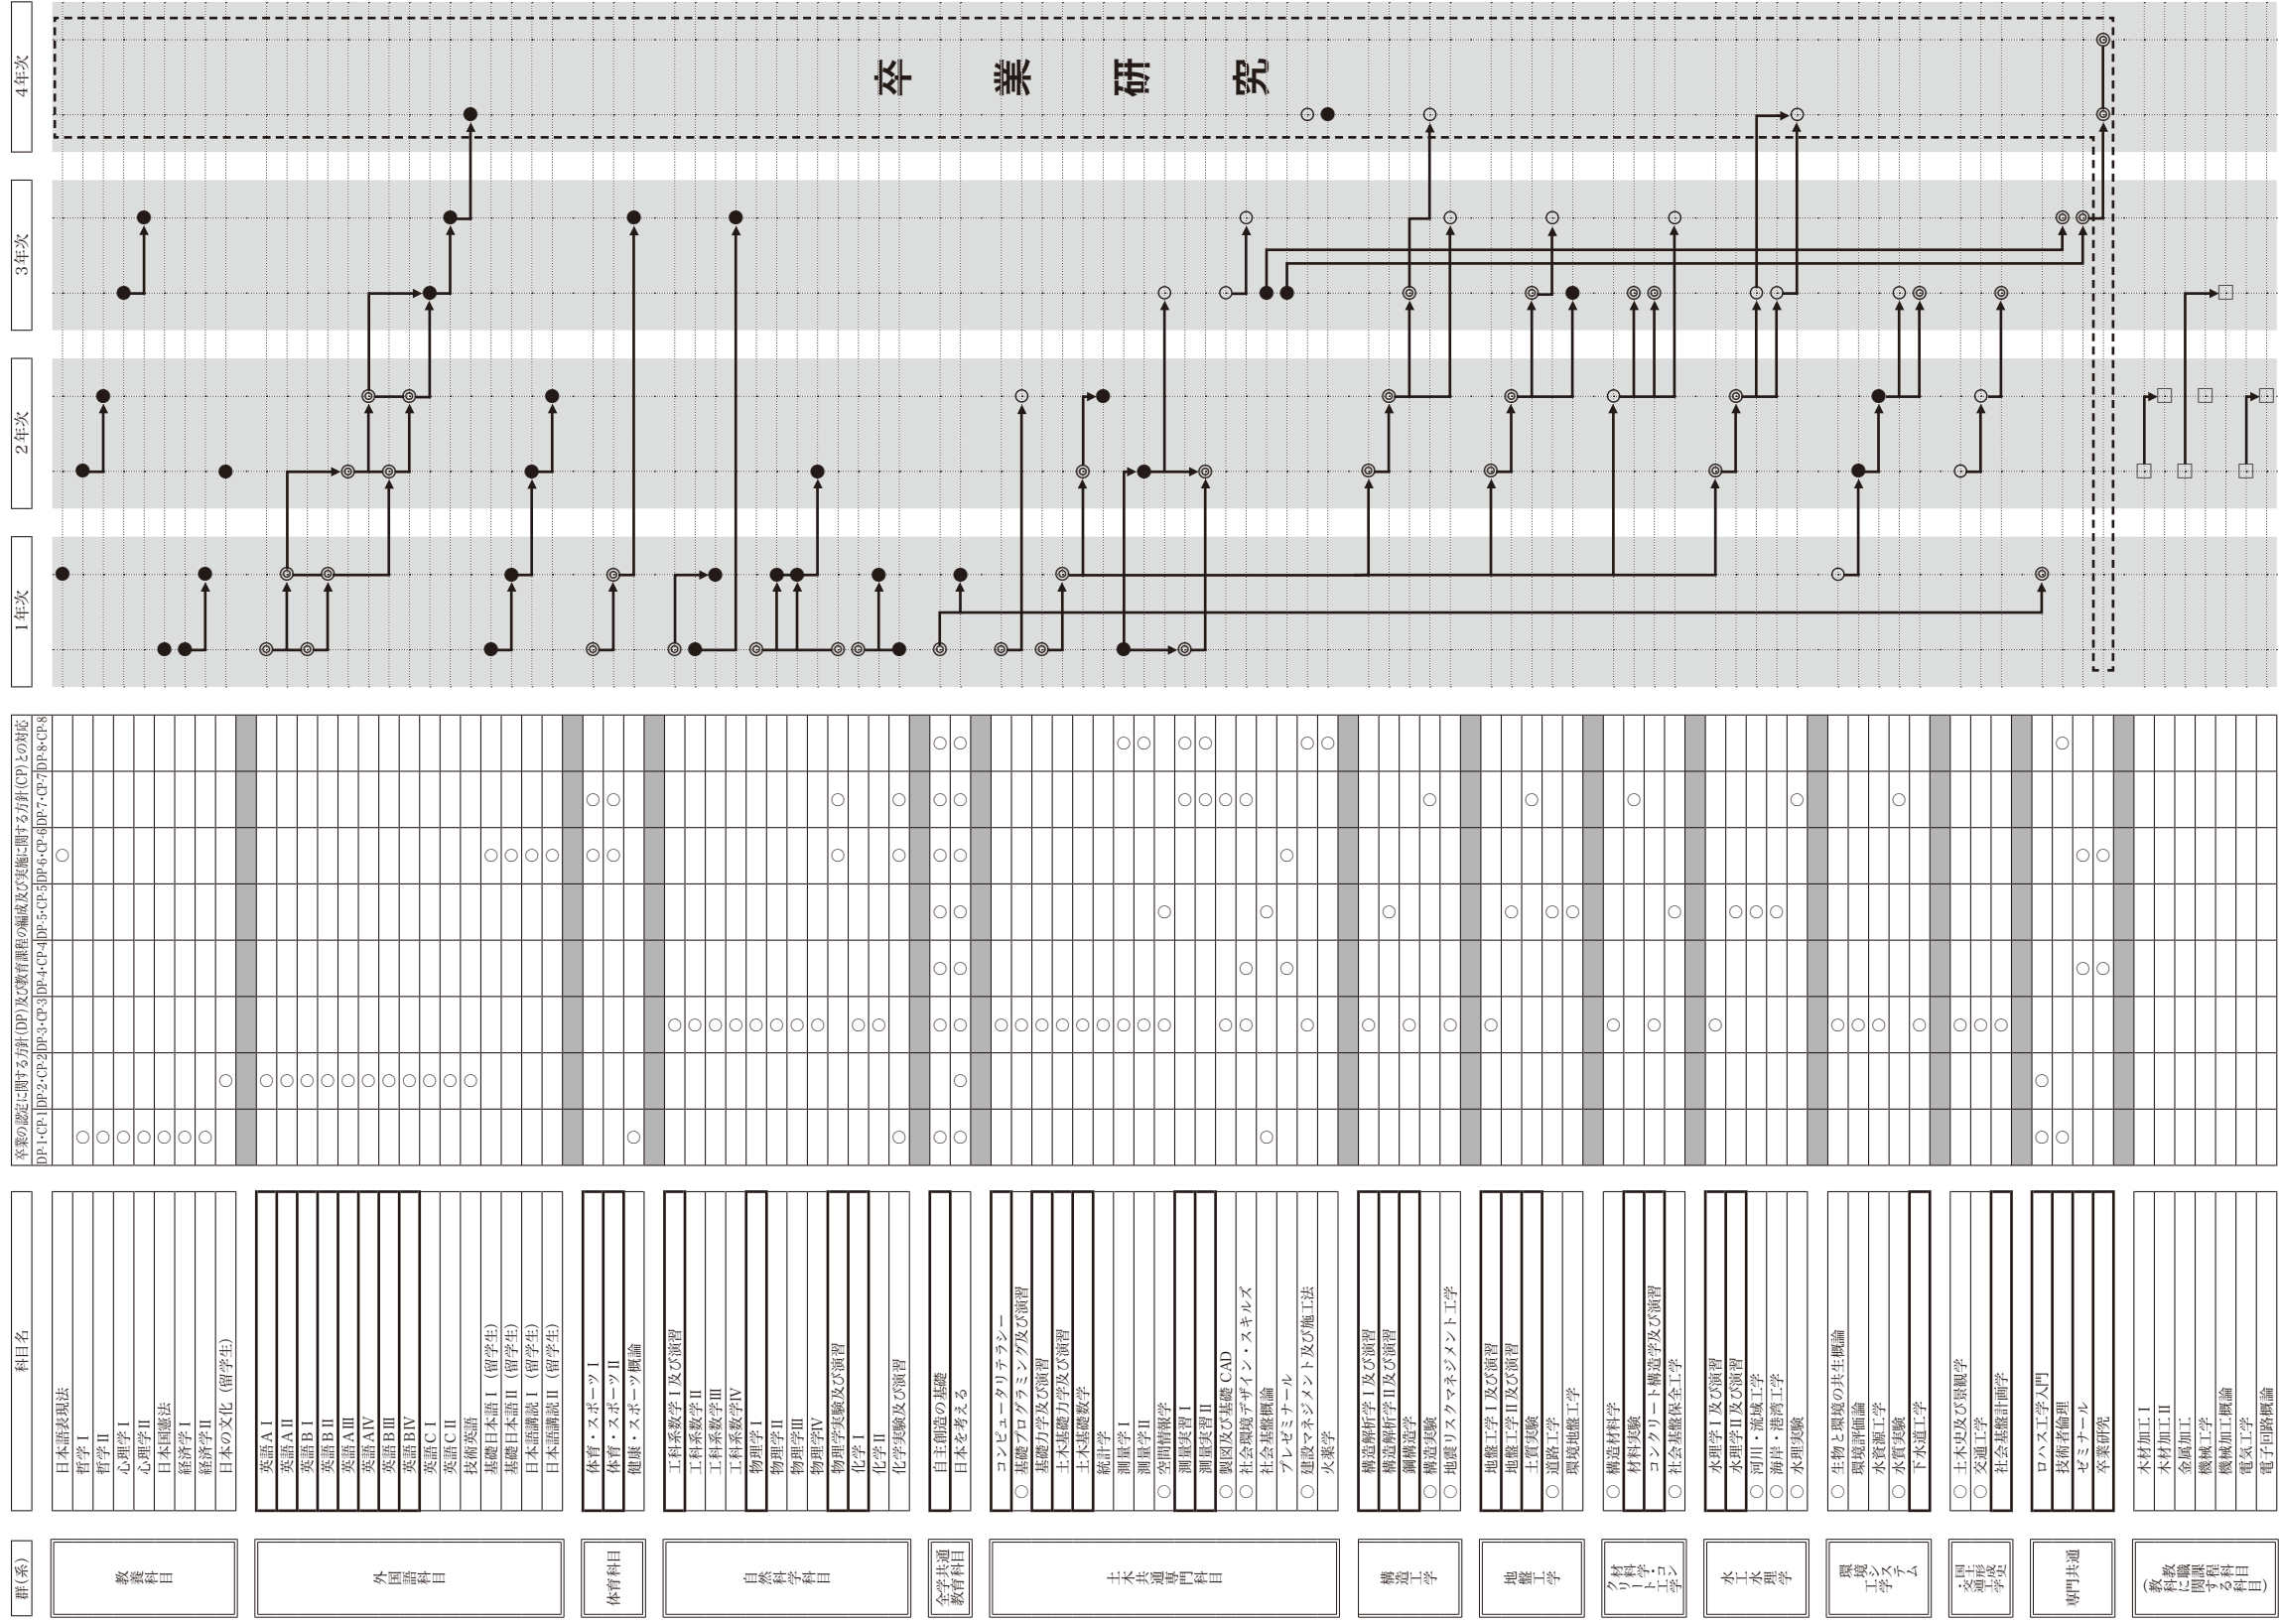 群(系)
科目名
卒業の認定に関する方針(DP)及び教育課程の編成及び実施に関する方針(CP)との対応
DP-1•CP-1
DP-2•CP-2
DP-3•CP-3
DP-4•CP-4
DP-5•CP-5
DP-6•CP-6
DP-7•CP-7
DP-8•CP-8
1年次
2年次
3年次
4年次
卒業研究
教養科目
日本語表現法
哲学Ⅰ
哲学Ⅱ
心理学Ⅰ
心理学Ⅱ
日本国憲法
経済学Ⅰ
経済学Ⅱ
日本の文化（留学生）
外国語科目
英語AⅠ
英語AⅡ
英語BⅠ
英語BⅡ
英語AⅢ
英語AⅣ
英語BⅢ
英語BⅣ
英語CⅠ
英語CⅡ
技術英語
基礎日本語Ⅰ（留学生）
基礎日本語Ⅱ（留学生）
日本語講読Ⅰ（留学生）
日本語講読Ⅱ（留学生）
体育科目
体育・スポーツⅠ
体育・スポーツⅡ
健康・スポーツ概論
自然科学科目
工科系数学Ⅰ及び演習
工科系数学Ⅱ
工科系数学Ⅲ
工科系数学Ⅳ
物理学Ⅰ
物理学Ⅱ
物理学Ⅲ
物理学Ⅳ
物理学実験及び演習
化学Ⅰ
化学Ⅱ
化学実験及び演習
全学共通
教育科目
自主創造の基礎
日本を考える
土木共通専門科目
コンピュータリテラシー
○基礎プログラミング及び演習
基礎力学及び演習
土木基礎力学及び演習
土木基礎数学
統計学
測量学Ⅰ
測量学Ⅱ
○空間情報学
測量実習Ⅰ
測量実習Ⅱ
○製図及び基礎CAD
○社会環境デザイン・スキルズ
社会基盤概論
プレゼミナール
○建設マネジメント及び施工法
火薬学
構造工学
構造解析学Ⅰ及び演習
構造解析学Ⅱ及び演習
鋼構造学
○構造実験
○地震リスクマネジメント工学
地盤工学
地盤工学Ⅰ及び演習
地盤工学Ⅱ及び演習
土質実験
○道路工学
環境地盤工学
材料学・コン
クリート工学
○構造材料学
材料実験
コンクリート構造学及び演習
○社会基盤保全工学
水工水理学
水理学Ⅰ及び演習
水理学Ⅱ及び演習
○河川・流域工学
○海岸・港湾工学
○水理実験
環境システム
工学
○生物と環境の共生概論
環境評価論
水資源工学
○水質実験
下水道工学
国土形成史
・交通工学
○土木史及び景観学
○交通工学
社会基盤計画学
専門共通
ロハス工学入門
技術者倫理
ゼミナール
卒業研究
教職課程科目
(教科に関する科目)
木材加工Ⅰ
木材加工Ⅱ
金属加工
機械工学
機械加工概論
電気工学
電子回路概論